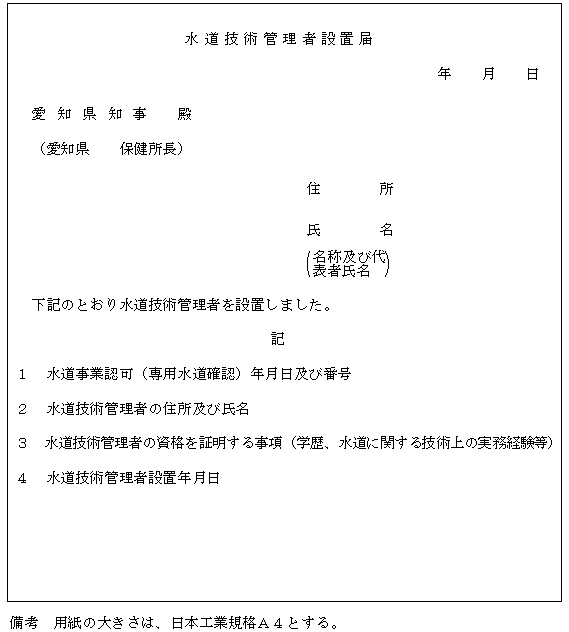 水道技術管理者設置届
年　　月　　日
愛知県知事　殿
（愛知県　　保健所長）
住　　　　所
氏　　　　名
（名称及び代
表者氏名）
下記のとおり水道技術管理者を設置しました。
記
１　水道事業認可（専用水道確認）年月日及び番号
２　水道技術管理者の住所及び氏名
３　水道技術管理者の資格を証明する事項（学歴、水道に関する技術上の実務経験等）
４　水道技術管理者設置年月日
備考　用紙の大きさは、日本工業規格Ａ４とする。